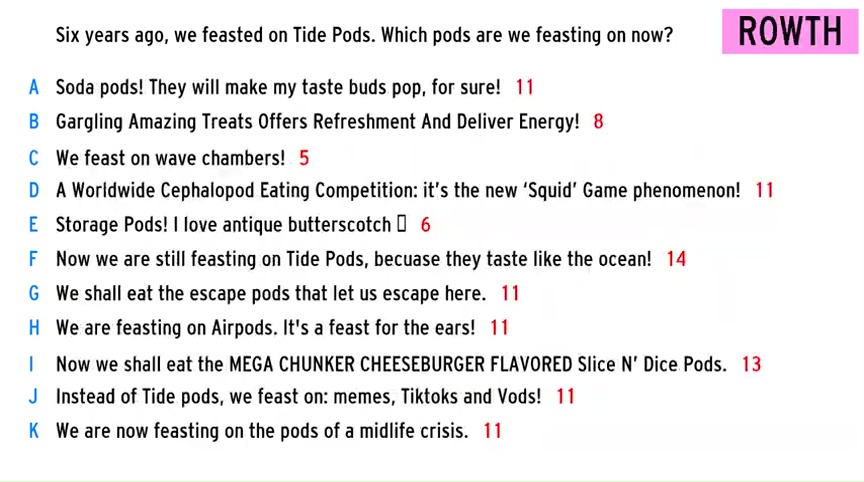 Six years ago, we feasted on Tide Pods. Which pods are we feasting on now?
ROWTH
A Soda pods! They will make my taste buds pop, for sure! 11
B Gargling Amazing Treats Offers Refreshment And Deliver Energy! 8
C We feast on wave chambers! 5
D A Worldwide Cephalopod Eating Competition: it’s the new ‘Squid’ Game phenomenon! 11
E Storage Pods! I love antique butterscotch ▯ 6
F Now we are still feasting on Tide Pods, becuase they taste like the ocean! 14
G We shall eat the escape pods that let us escape here. 11
H We are feasting on Airpods. It's a feast for the ears! 11
I Now we shall eat the MEGA CHUNKER CHEESEBURGER FLAVORED Slice N’ Dice Pods. 13
J Instead of Tide pods, we feast on: memes, Tiktoks and Vods! 11
K We are now feasting on the pods of a midlife crisis. 11